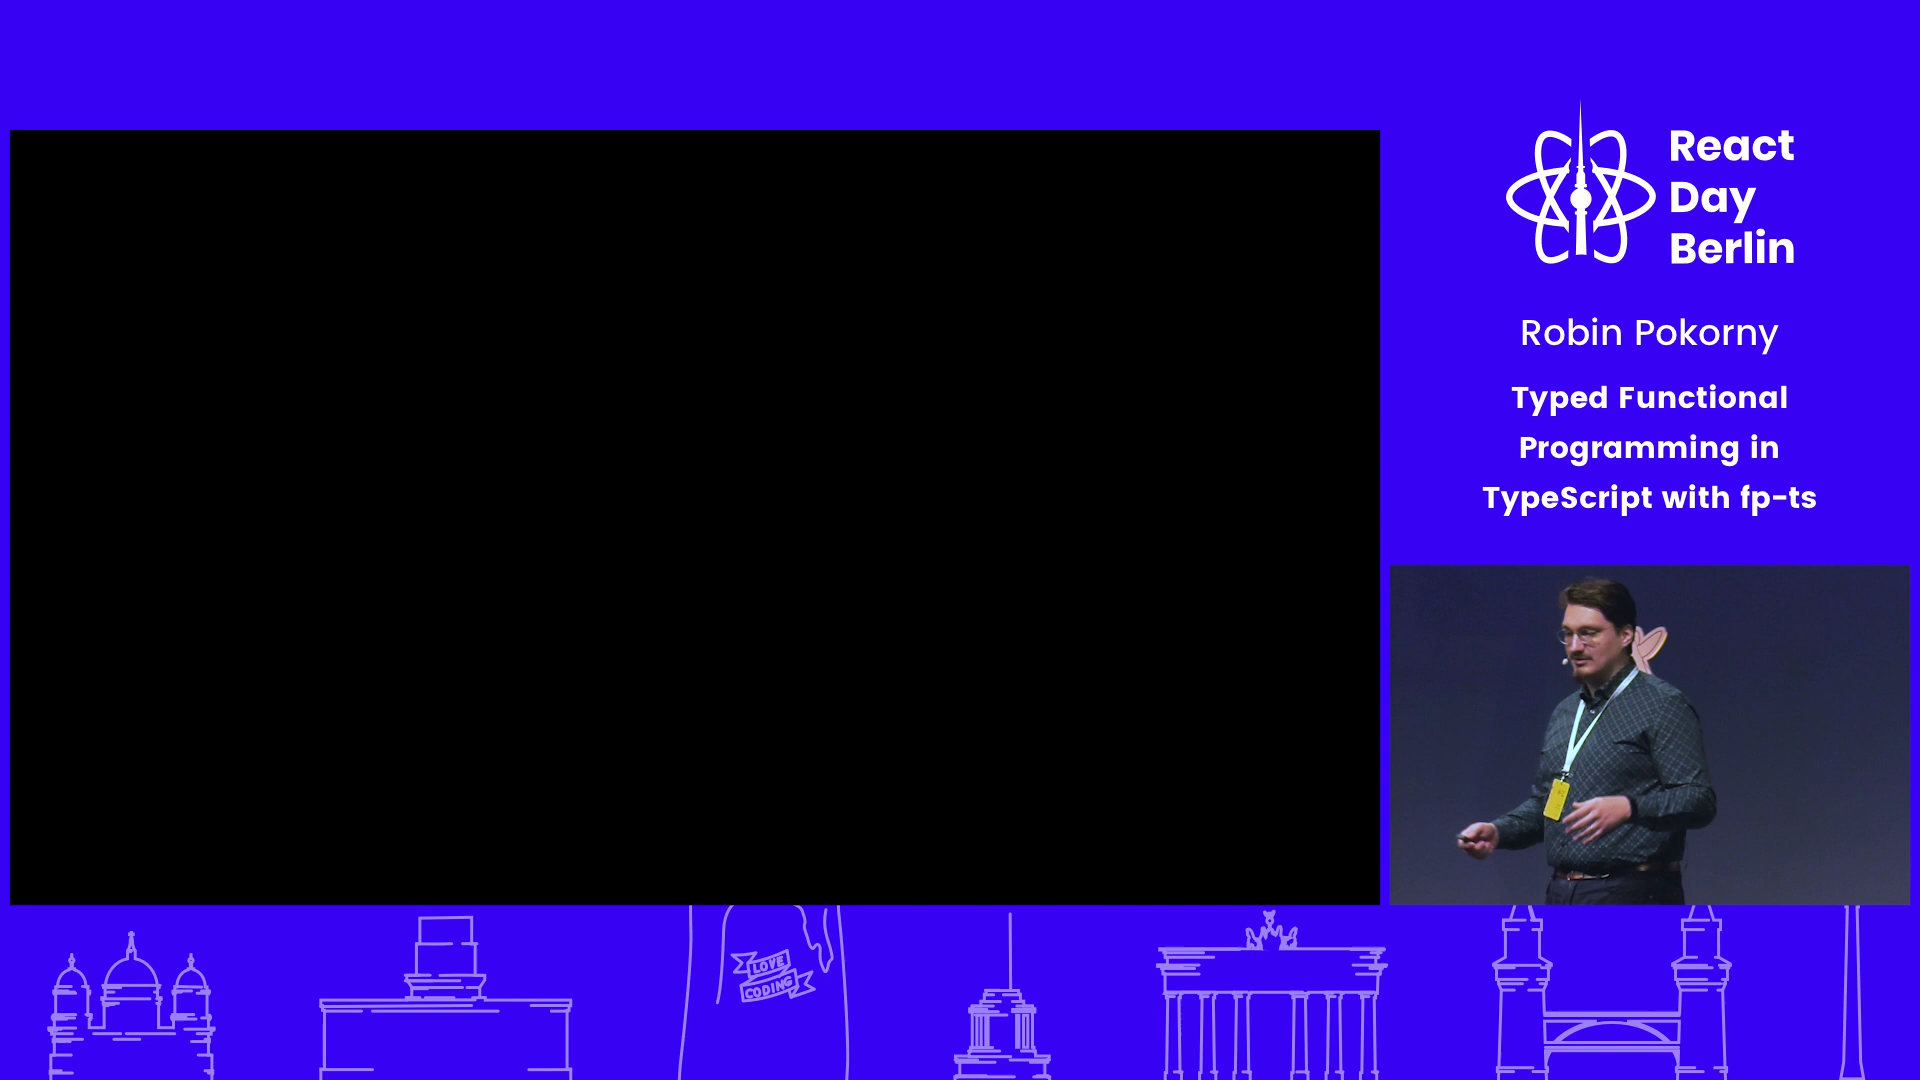 React
Day
Berlin
Robin Pokorny
Typed Functional
Programming in
TypeScript with fp-ts
LOVE
CODING